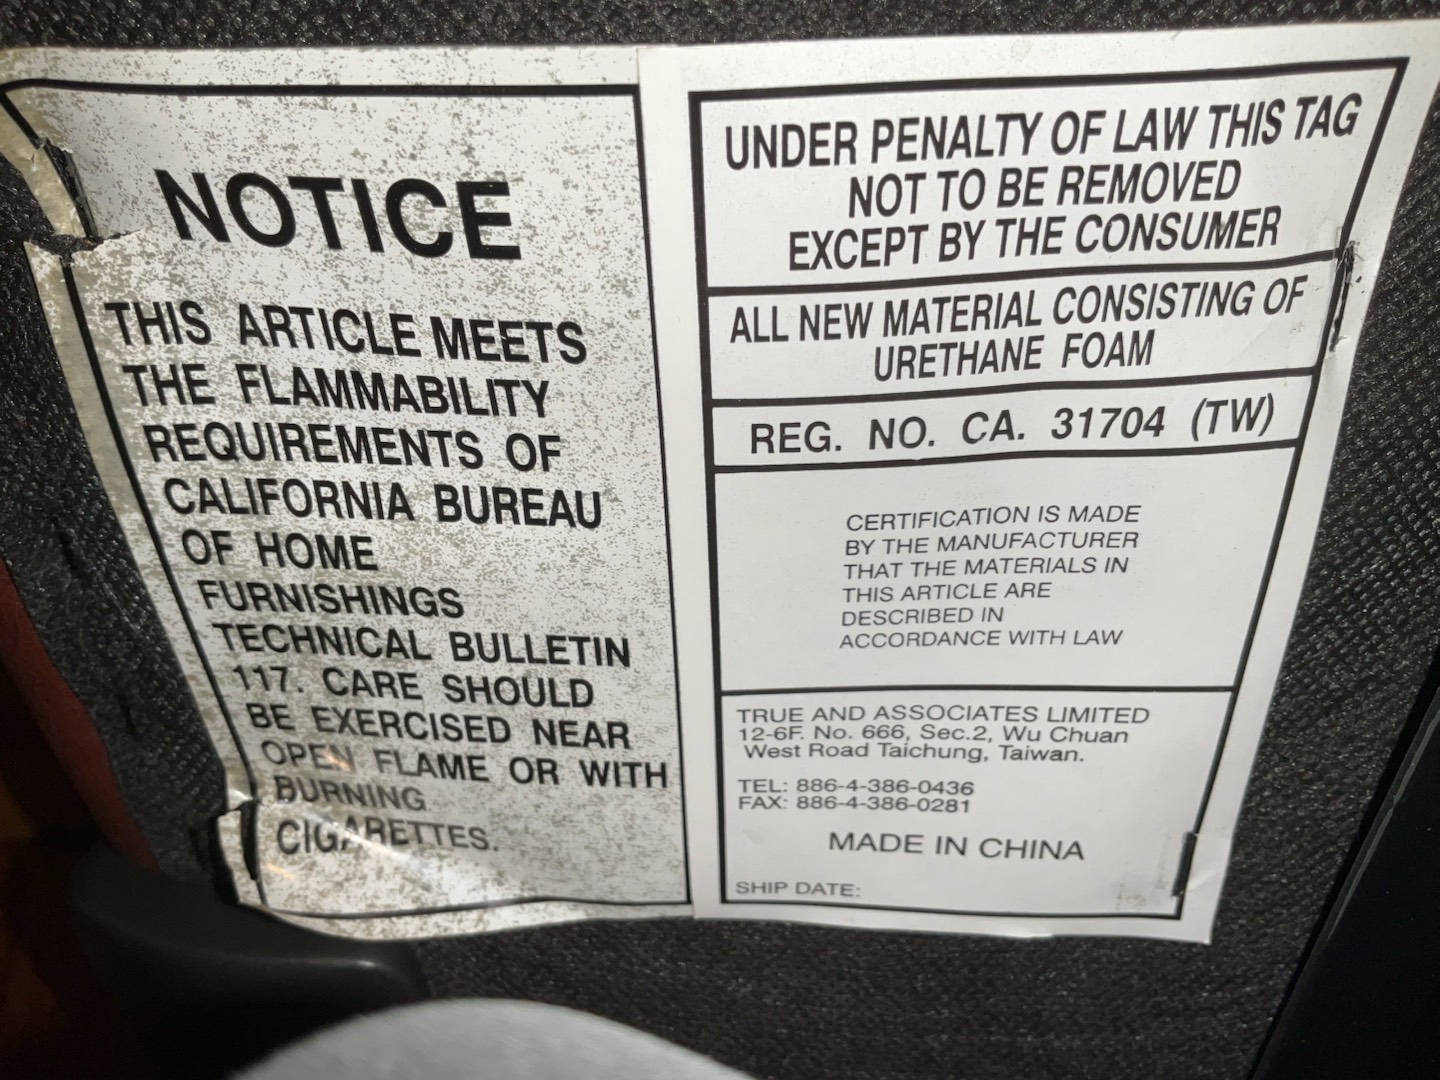 NOTICE
THIS ARTICLE MEETS
THE FLAMMABILITY
REQUIREMENTS OF
CALIFORNIA BUREAU
OF HOME
FURNISHINGS
TECHNICAL BULLETIN
117. CARE SHOULD
BE EXERCISED NEAR
OPEN FLAME OR WITH
BURNING
CIGARETTES.
UNDER PENALTY OF LAW THIS TAG
NOT TO BE REMOVED
EXCEPT BY THE CONSUMER
ALL NEW MATERIAL CONSISTING OF
URETHANE FOAM
REG. NO. CA. 31704 (TW)
CERTIFICATION IS MADE
BY THE MANUFACTURER
THAT THE MATERIALS IN
THIS ARTICLE ARE
DESCRIBED IN
ACCORDANCE WITH LAW
TRUE AND ASSOCIATES LIMITED
12-6F. No. 666, Sec.2, Wu Chuan
West Road Taichung, Taiwan.
TEL: 886-4-386-0436
FAX: 886-4-386-0281
MADE IN CHINA
SHIP DATE: